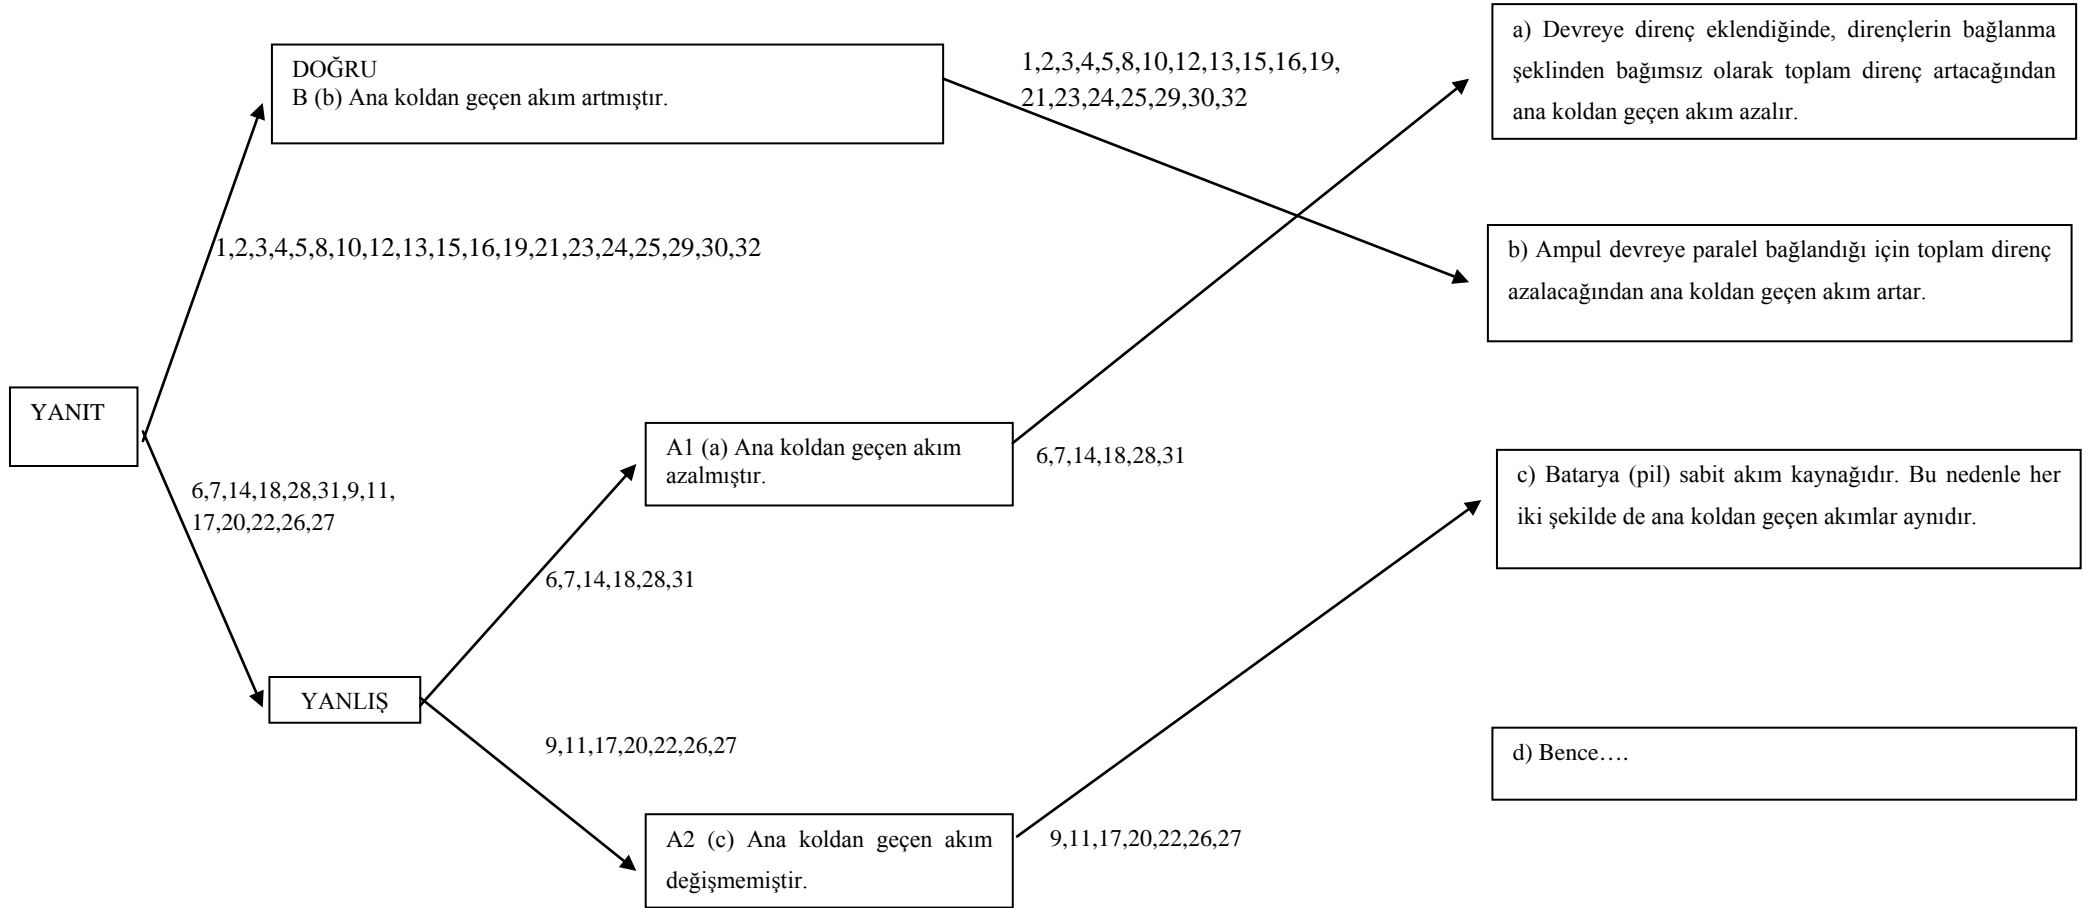 DOĞRU
B (b) Ana koldan geçen akım artmıştır.
1,2,3,4,5,8,10,12,13,15,16,19,
21,23,24,25,29,30,32
a) Devreye direnç eklendiğinde, dirençlerin bağlanma
şeklinden bağımsız olarak toplam direnç artacağından
ana koldan geçen akım azalır.
1,2,3,4,5,8,10,12,13,15,16,19,21,23,24,25,29,30,32
b) Ampul devreye paralel bağlandığı için toplam direnç
azalacağından ana koldan geçen akım artar.
YANIT
6,7,14,18,28,31,9,11,
17,20,22,26,27
A1 (a) Ana koldan geçen akım
azalmıştır.
6,7,14,18,28,31
c) Batarya (pil) sabit akım kaynağıdır. Bu nedenle her
iki şekilde de ana koldan geçen akımlar aynıdır.
6,7,14,18,28,31
YANLIŞ
9,11,17,20,22,26,27
d) Bence….
A2 (c) Ana koldan geçen akım
değişmemiştir.
9,11,17,20,22,26,27